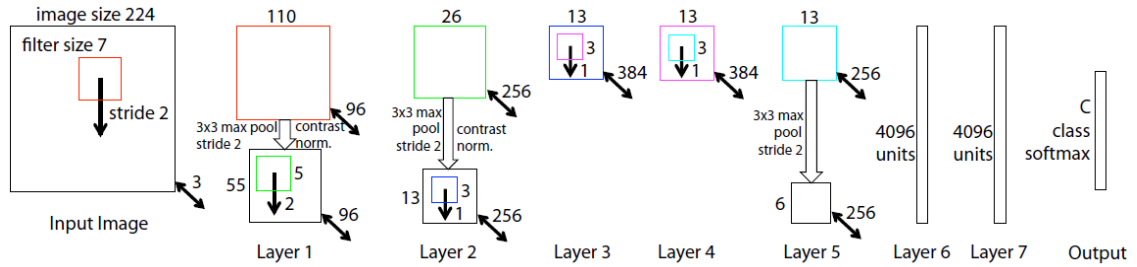 image size 224
filter size 7
stride 2
3
Input Image
110
96
3x3 max pool
stride 2
contrast
norm.
55
5
2
96
Layer 1
26
256
3x3 max
pool
stride 2
contrast
norm.
13
3
1
256
Layer 2
13
3
1
384
Layer 3
13
3
1
384
Layer 4
13
256
3x3 max
pool
stride 2
6
256
Layer 5
4096
units
Layer 6
4096
units
Layer 7
C
class
softmax
Output